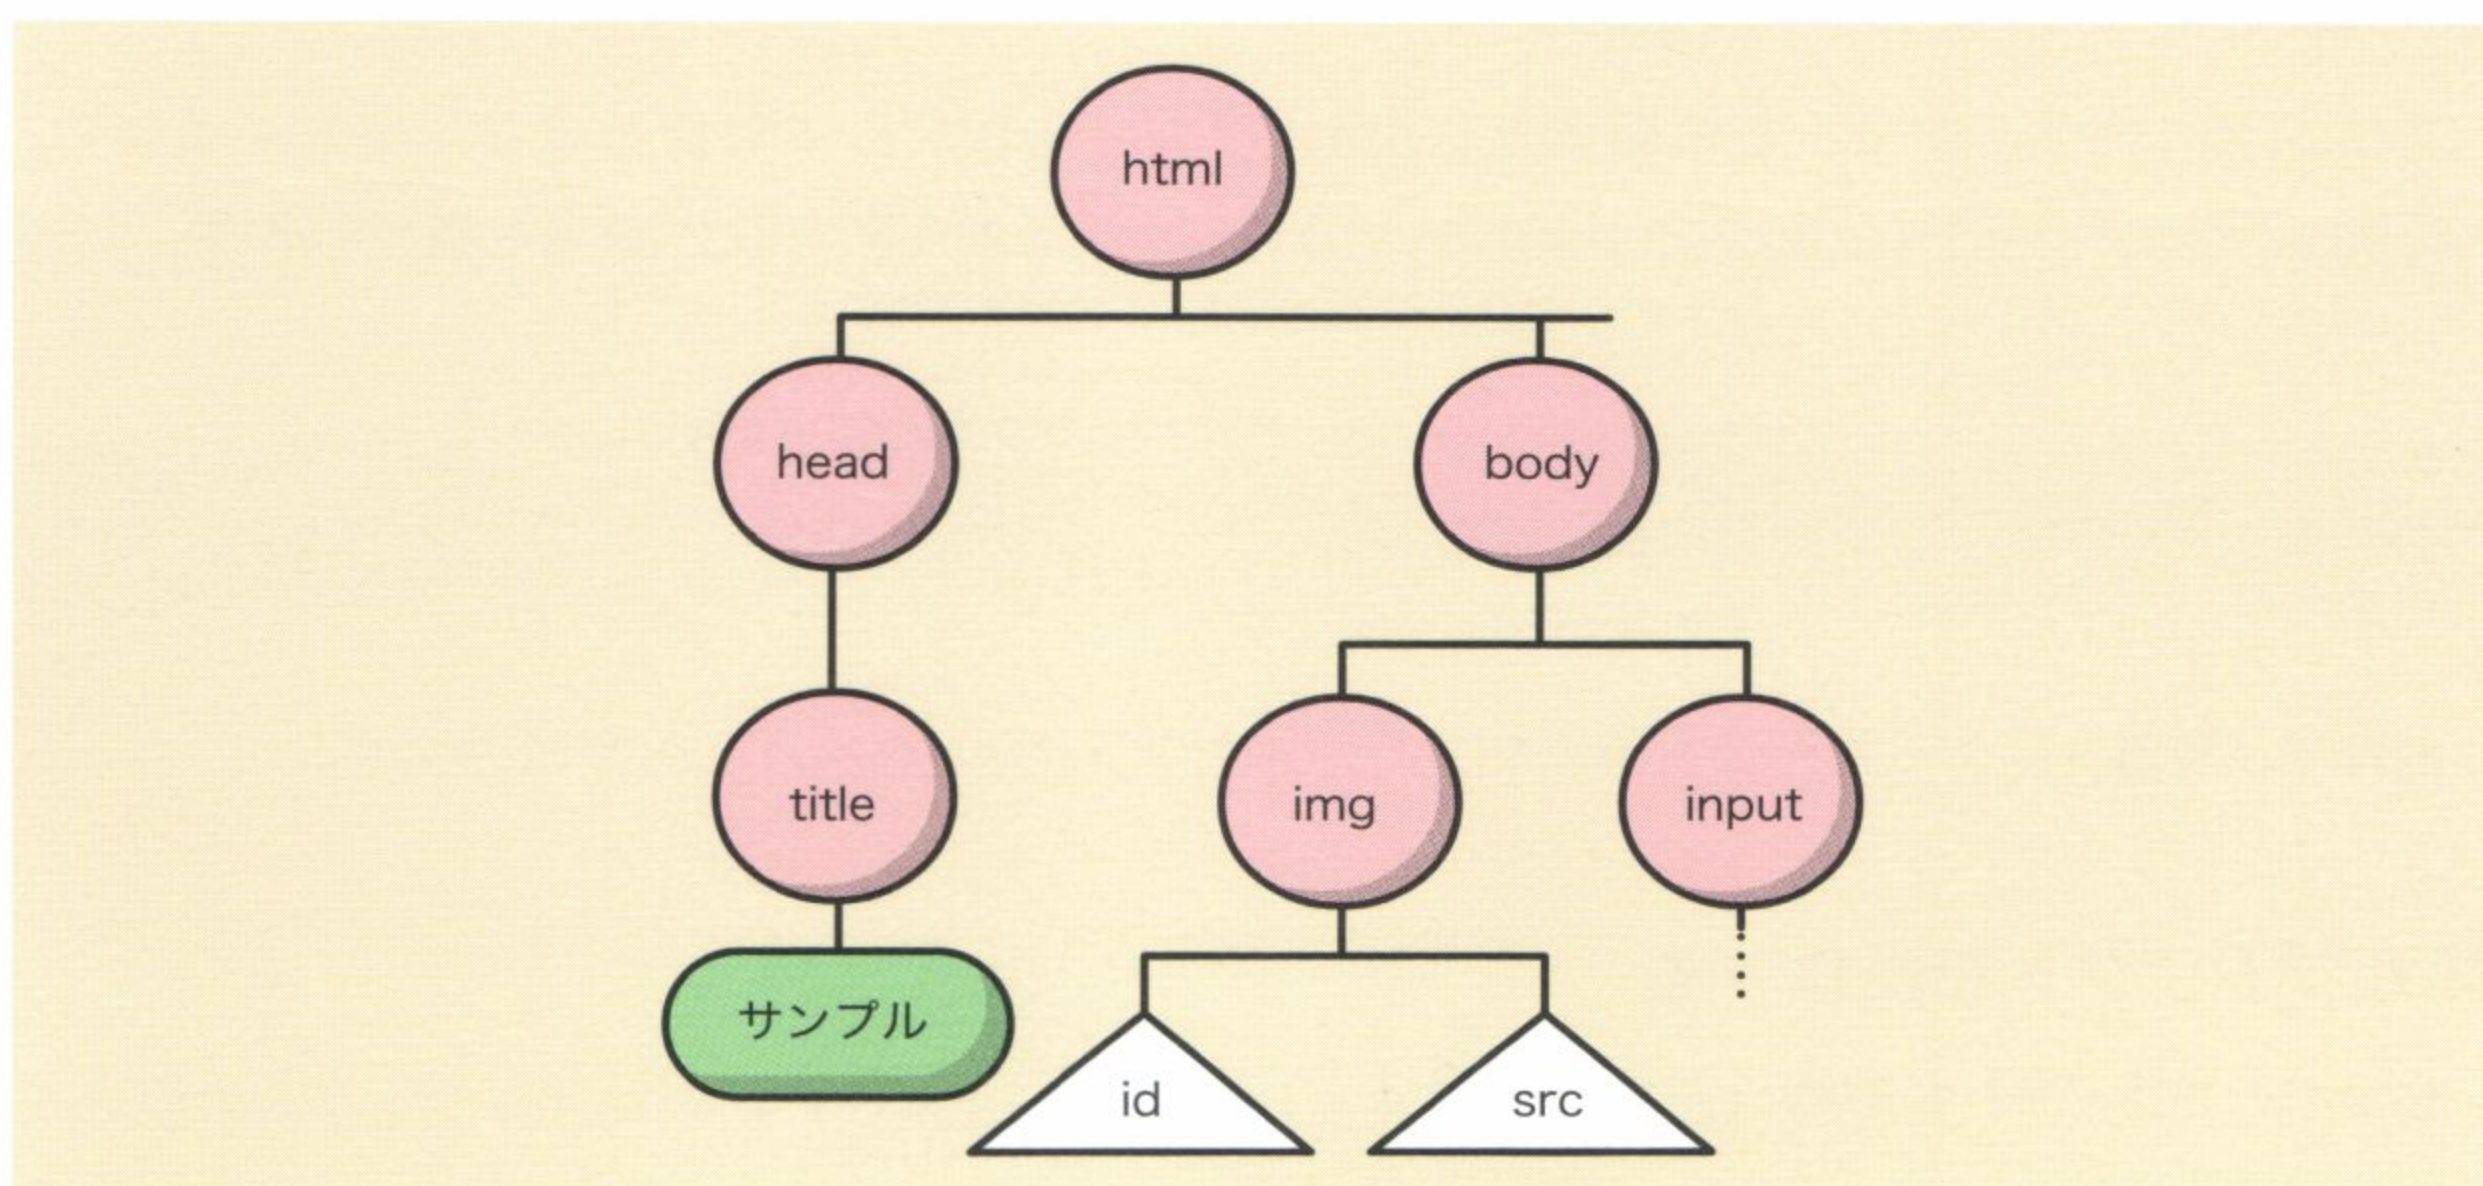 html
head
body
title
img
input
サンプル
id
src